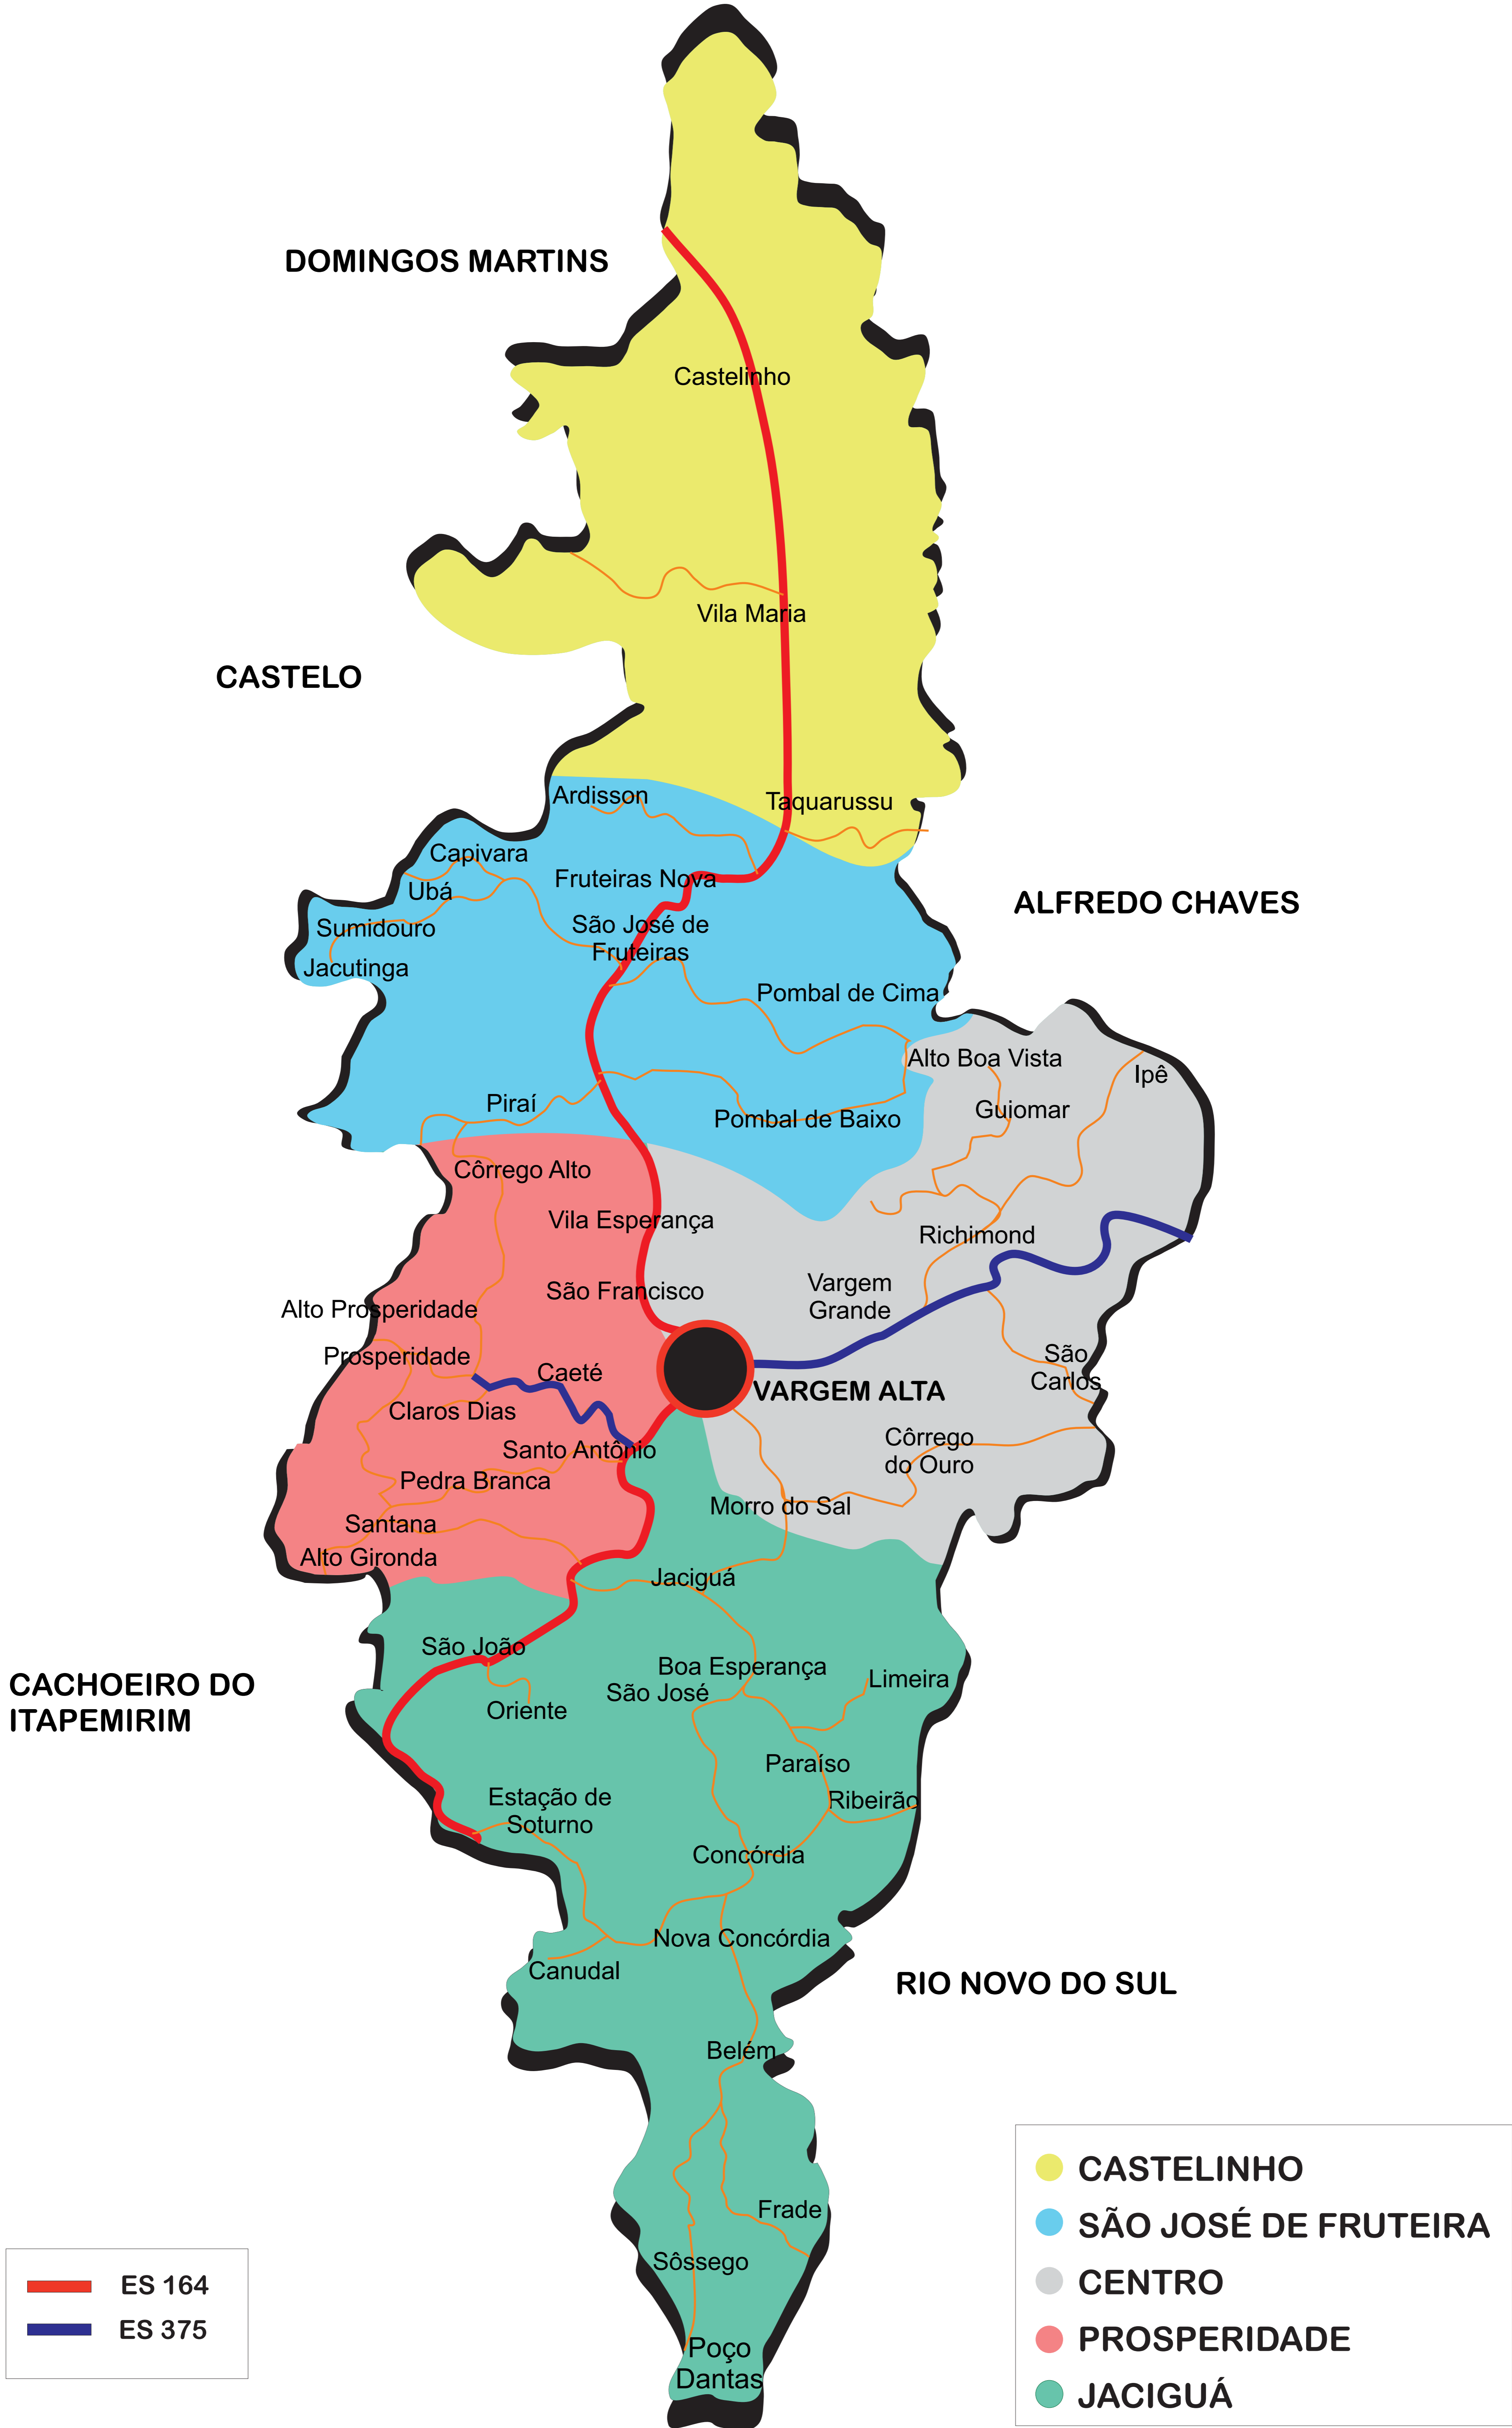 DOMINGOS MARTINS
Castelinho
Vila Maria
CASTELO
Ardisson
Taquarussu
Capivara
Fruteiras Nova
Ubá
ALFREDO CHAVES
Sumidouro
São José de
Fruteiras
Jacutinga
Pombal de Cima
Alto Boa Vista
Ipê
Piraí
Guiomar
Pombal de Baixo
Côrrego Alto
Vila Esperança
Richimond
São Francisco
Vargem
Grande
Alto Prosperidade
Prosperidade
Caeté
São
Carlos
VARGEM ALTA
Claros Dias
Santo Antônio
Côrrego
do Ouro
Pedra Branca
Morro do Sal
Santana
Alto Gironda
Jaciguá
São João
Boa Esperança
Limeira
CACHOEIRO DO
ITAPEMIRIM
São José
Oriente
Paraíso
Estação de
Soturno
Ribeirão
Concórdia
Nova Concórdia
Canudal
RIO NOVO DO SUL
Belém
Frade
Sôssego
Poço
Dantas
ES 164
ES 375
CASTELINHO
SÃO JOSÉ DE FRUTEIRA
CENTRO
PROSPERIDADE
JACIGUÁ